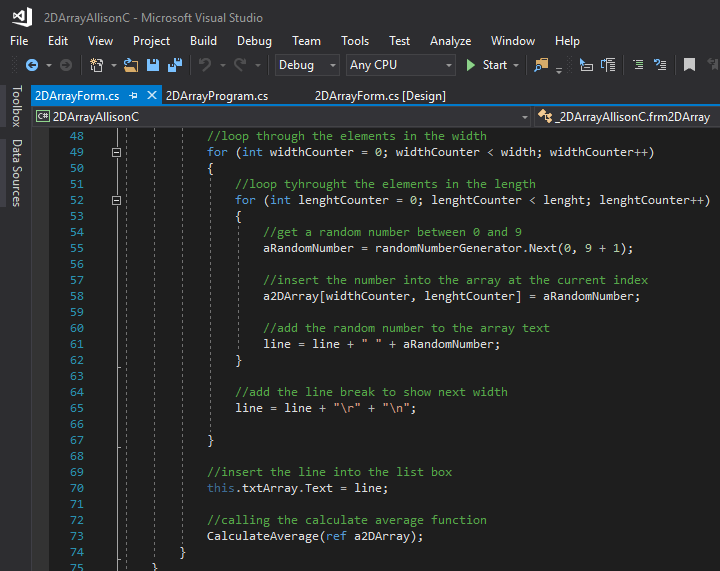 2DArrayAllisonC - Microsoft Visual Studio
File Edit View Project Build Debug Team Tools Test Analyze Window Help
Debug Any CPU Start
Toolbox
Data Sources
2DArrayForm.cs 2DArrayProgram.cs 2DArrayForm.cs [Design]
C# 2DArrayAllisonC _2DArrayAllisonC.frm2DArray
48 //loop through the elements in the width
49 for (int widthCounter = 0; widthCounter < width; widthCounter++)
50 {
51 //loop tyhrought the elements in the length
52 for (int lenghtCounter = 0; lenghtCounter < lenght; lenghtCounter++)
53 {
54 //get a random number between 0 and 9
55 aRandomNumber = randomNumberGenerator.Next(0, 9 + 1);
56
57 //insert the number into the array at the current index
58 a2DArray[widthCounter, lenghtCounter] = aRandomNumber;
59
60 //add the random number to the array text
61 line = line + " " + aRandomNumber;
62 }
63
64 //add the line break to show next width
65 line = line + "\r" + "\n";
66
67 }
68
69 //insert the line into the list box
70 this.txtArray.Text = line;
71
72 //calling the calculate average function
73 CalculateAverage(ref a2DArray);
74 }
75 }